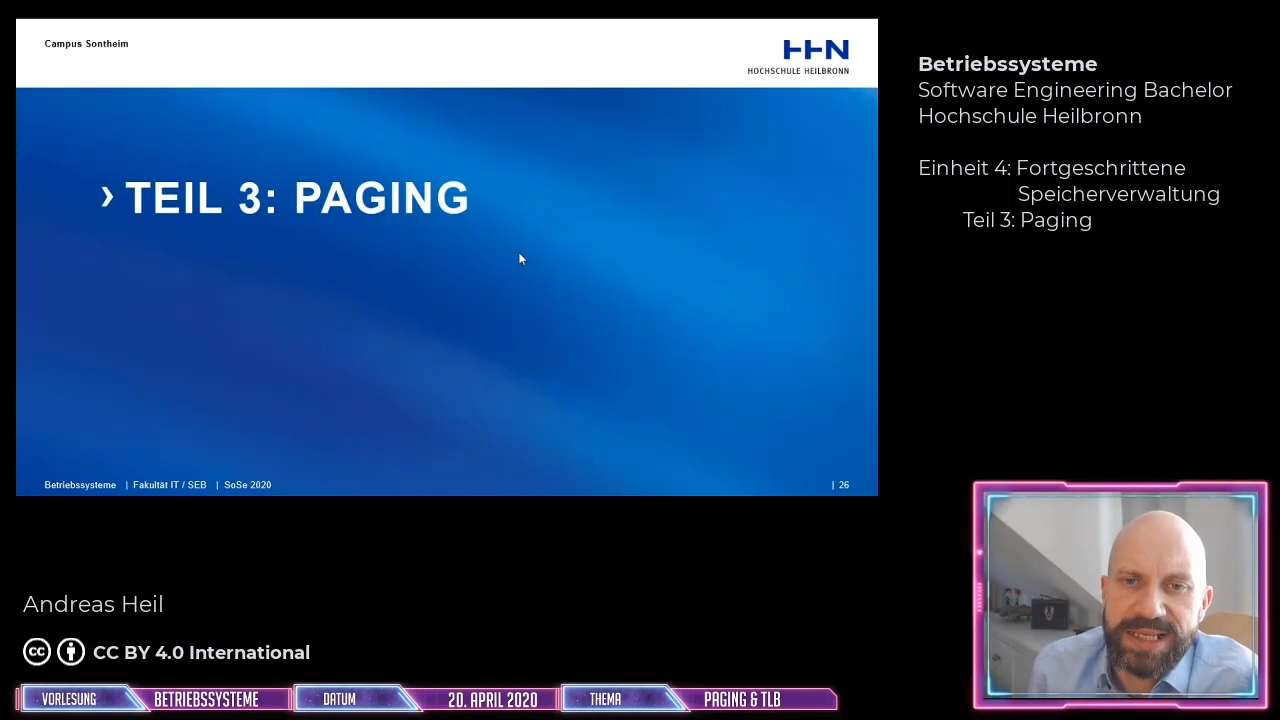 Campus Sontheim
HHN
HOCHSCHULE HEILBRONN
› TEIL 3: PAGING
Betriebssysteme | Fakultät IT / SEB | SoSe 2020
| 26
Betriebssysteme
Software Engineering Bachelor
Hochschule Heilbronn
Einheit 4: Fortgeschrittene
Speicherverwaltung
Teil 3: Paging
Andreas Heil
cc CC BY 4.0 International
VORLESUNG BETRIEBSSYSTEME DATUM 20. APRIL 2020 THEMA PAGING & TLB